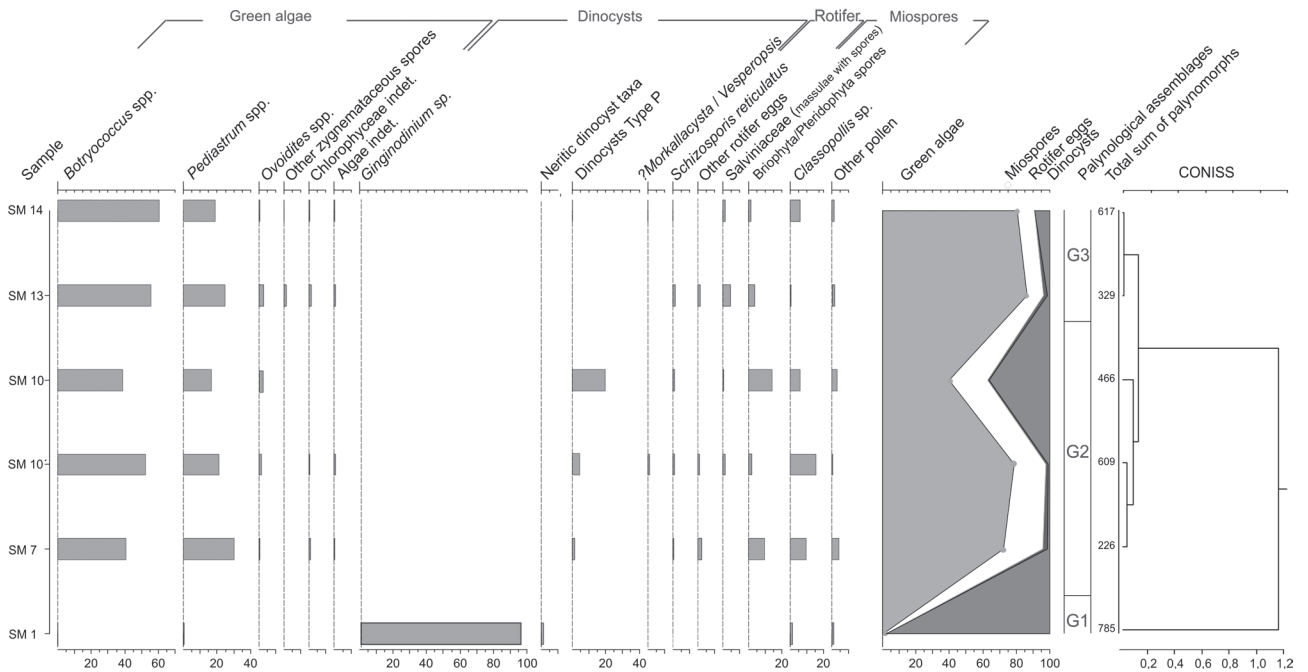 Green algae
Dinocysts
Rotifer
Miospores
Sample
Botryococcus spp.
Pediastrum spp.
Ovoidites spp.
Other zygnemataceous spores
Chlorophyceae indet.
Algae indet.
Ginginodinium sp.
Neritic dinocyst taxa
Dinocysts Type P
?Morkallacysta / Vesperopsis
Schizosporis reticulatus
Other rotifer eggs
Salviniaceae (massulae with spores)
Briophyta/Pteridophyta spores
Classopollis sp.
Other pollen
Green algae
Miospores
Rotifer eggs
Dinocysts
Palynological assemblages
Total sum of palynomorphs
CONISS
SM 14
617
G3
SM 13
329
SM 10
466
G2
SM 10'
609
SM 7
226
G1
SM 1
785
20 40 60
20
20 40 60 80 100
20 40
20
20
20 40 60 80 100
0,2 0,4 0,6 0,8 1,0 1,2